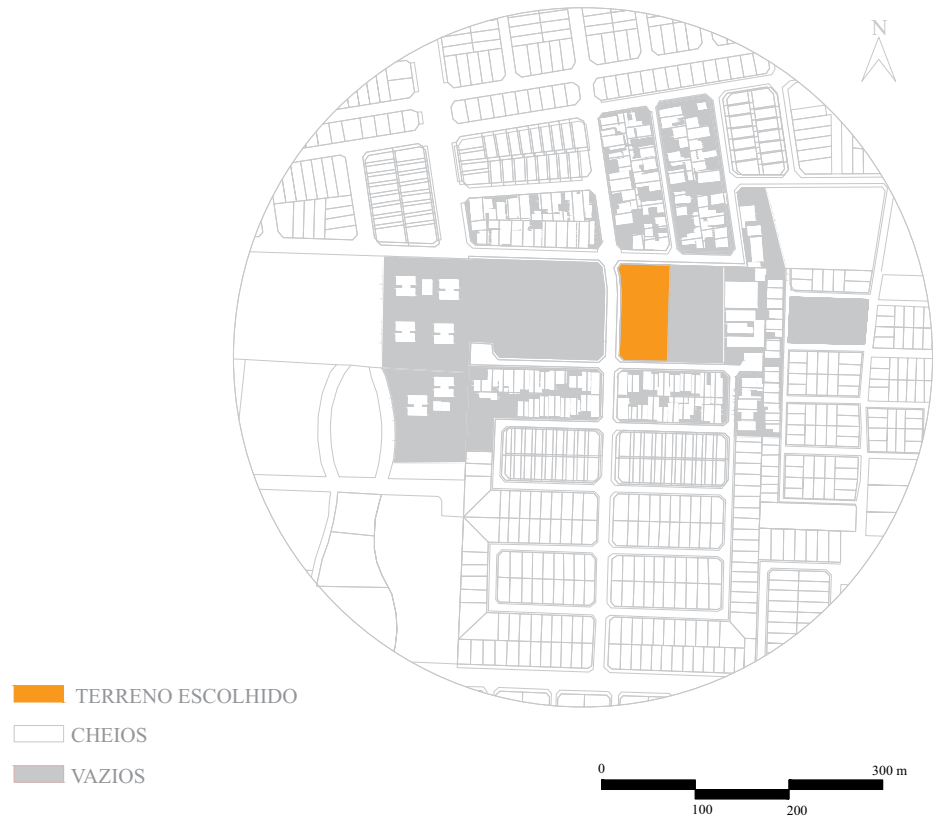 N
TERRENO ESCOLHIDO
CHEIOS
VAZIOS
0 300 m
100 200